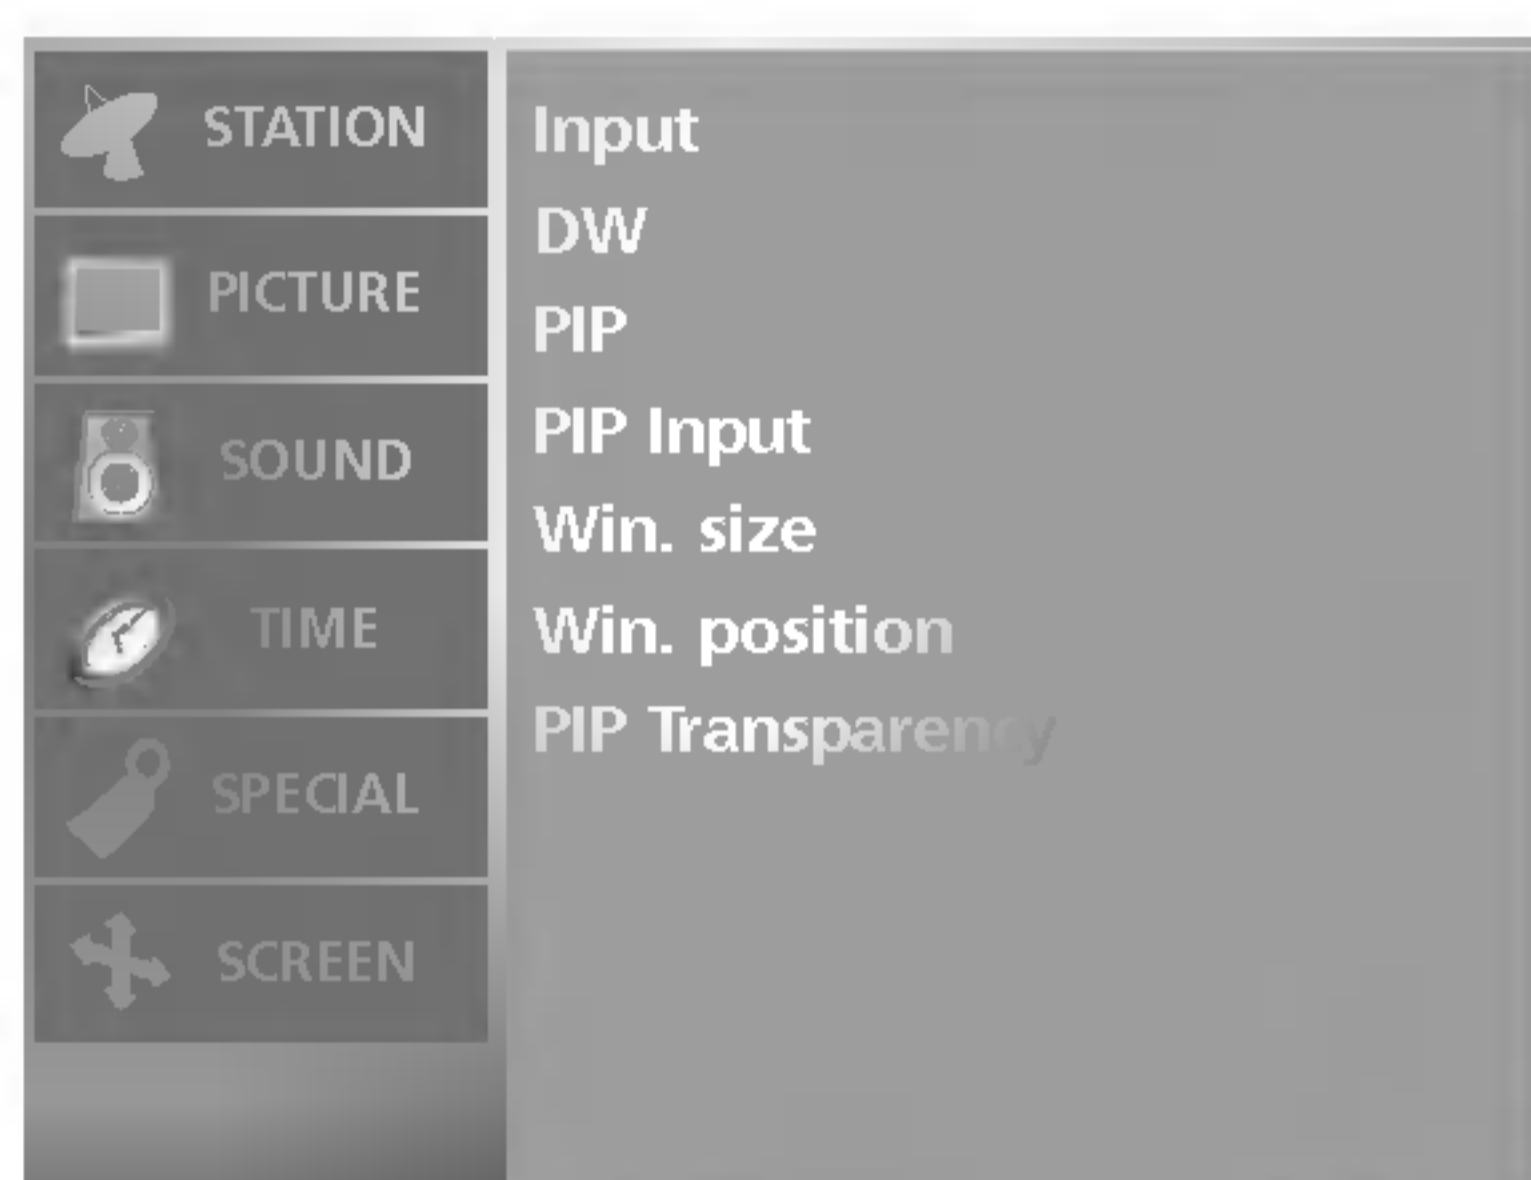 STATION
PICTURE
SOUND
TIME
SPECIAL
SCREEN
Input
DW
PIP
PIP Input
Win. size
Win. position
PIP Transparency